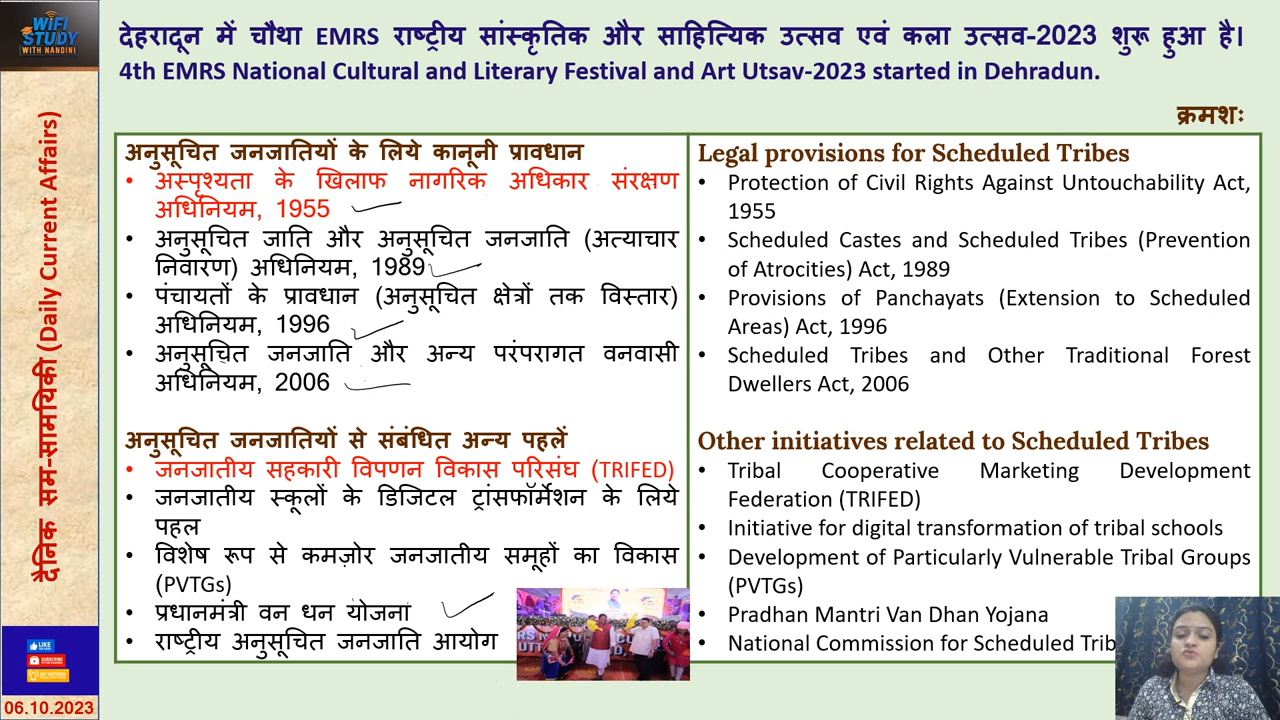 WiFi
STUDY
WITH NANDINI
देहरादून में चौथा EMRS राष्ट्रीय सांस्कृतिक और साहित्यिक उत्सव एवं कला उत्सव-2023 शुरू हुआ है।
4th EMRS National Cultural and Literary Festival and Art Utsav-2023 started in Dehradun.
क्रमशः
दैनिक सम-सामयिकी (Daily Current Affairs)
अनुसूचित जनजातियों के लिये कानूनी प्रावधान
• अस्पृश्यता के खिलाफ नागरिक अधिकार संरक्षण
अधिनियम, 1955
• अनुसूचित जाति और अनुसूचित जनजाति (अत्याचार
निवारण) अधिनियम, 1989
• पंचायतों के प्रावधान (अनुसूचित क्षेत्रों तक विस्तार)
अधिनियम, 1996
• अनुसूचित जनजाति और अन्य परंपरागत वनवासी
अधिनियम, 2006
अनुसूचित जनजातियों से संबंधित अन्य पहलें
• जनजातीय सहकारी विपणन विकास परिसंघ (TRIFED)
• जनजातीय स्कूलों के डिजिटल ट्रांसफॉर्मेशन के लिये
पहल
• विशेष रूप से कमज़ोर जनजातीय समूहों का विकास
(PVTGs)
• प्रधानमंत्री वन धन योजना
• राष्ट्रीय अनुसूचित जनजाति आयोग
Legal provisions for Scheduled Tribes
• Protection of Civil Rights Against Untouchability Act,
1955
• Scheduled Castes and Scheduled Tribes (Prevention
of Atrocities) Act, 1989
• Provisions of Panchayats (Extension to Scheduled
Areas) Act, 1996
• Scheduled Tribes and Other Traditional Forest
Dwellers Act, 2006
Other initiatives related to Scheduled Tribes
• Tribal Cooperative Marketing Development
Federation (TRIFED)
• Initiative for digital transformation of tribal schools
• Development of Particularly Vulnerable Tribal Groups
(PVTGs)
• Pradhan Mantri Van Dhan Yojana
• National Commission for Scheduled Trib
LIKE
SUBSCRIBE
06.10.2023